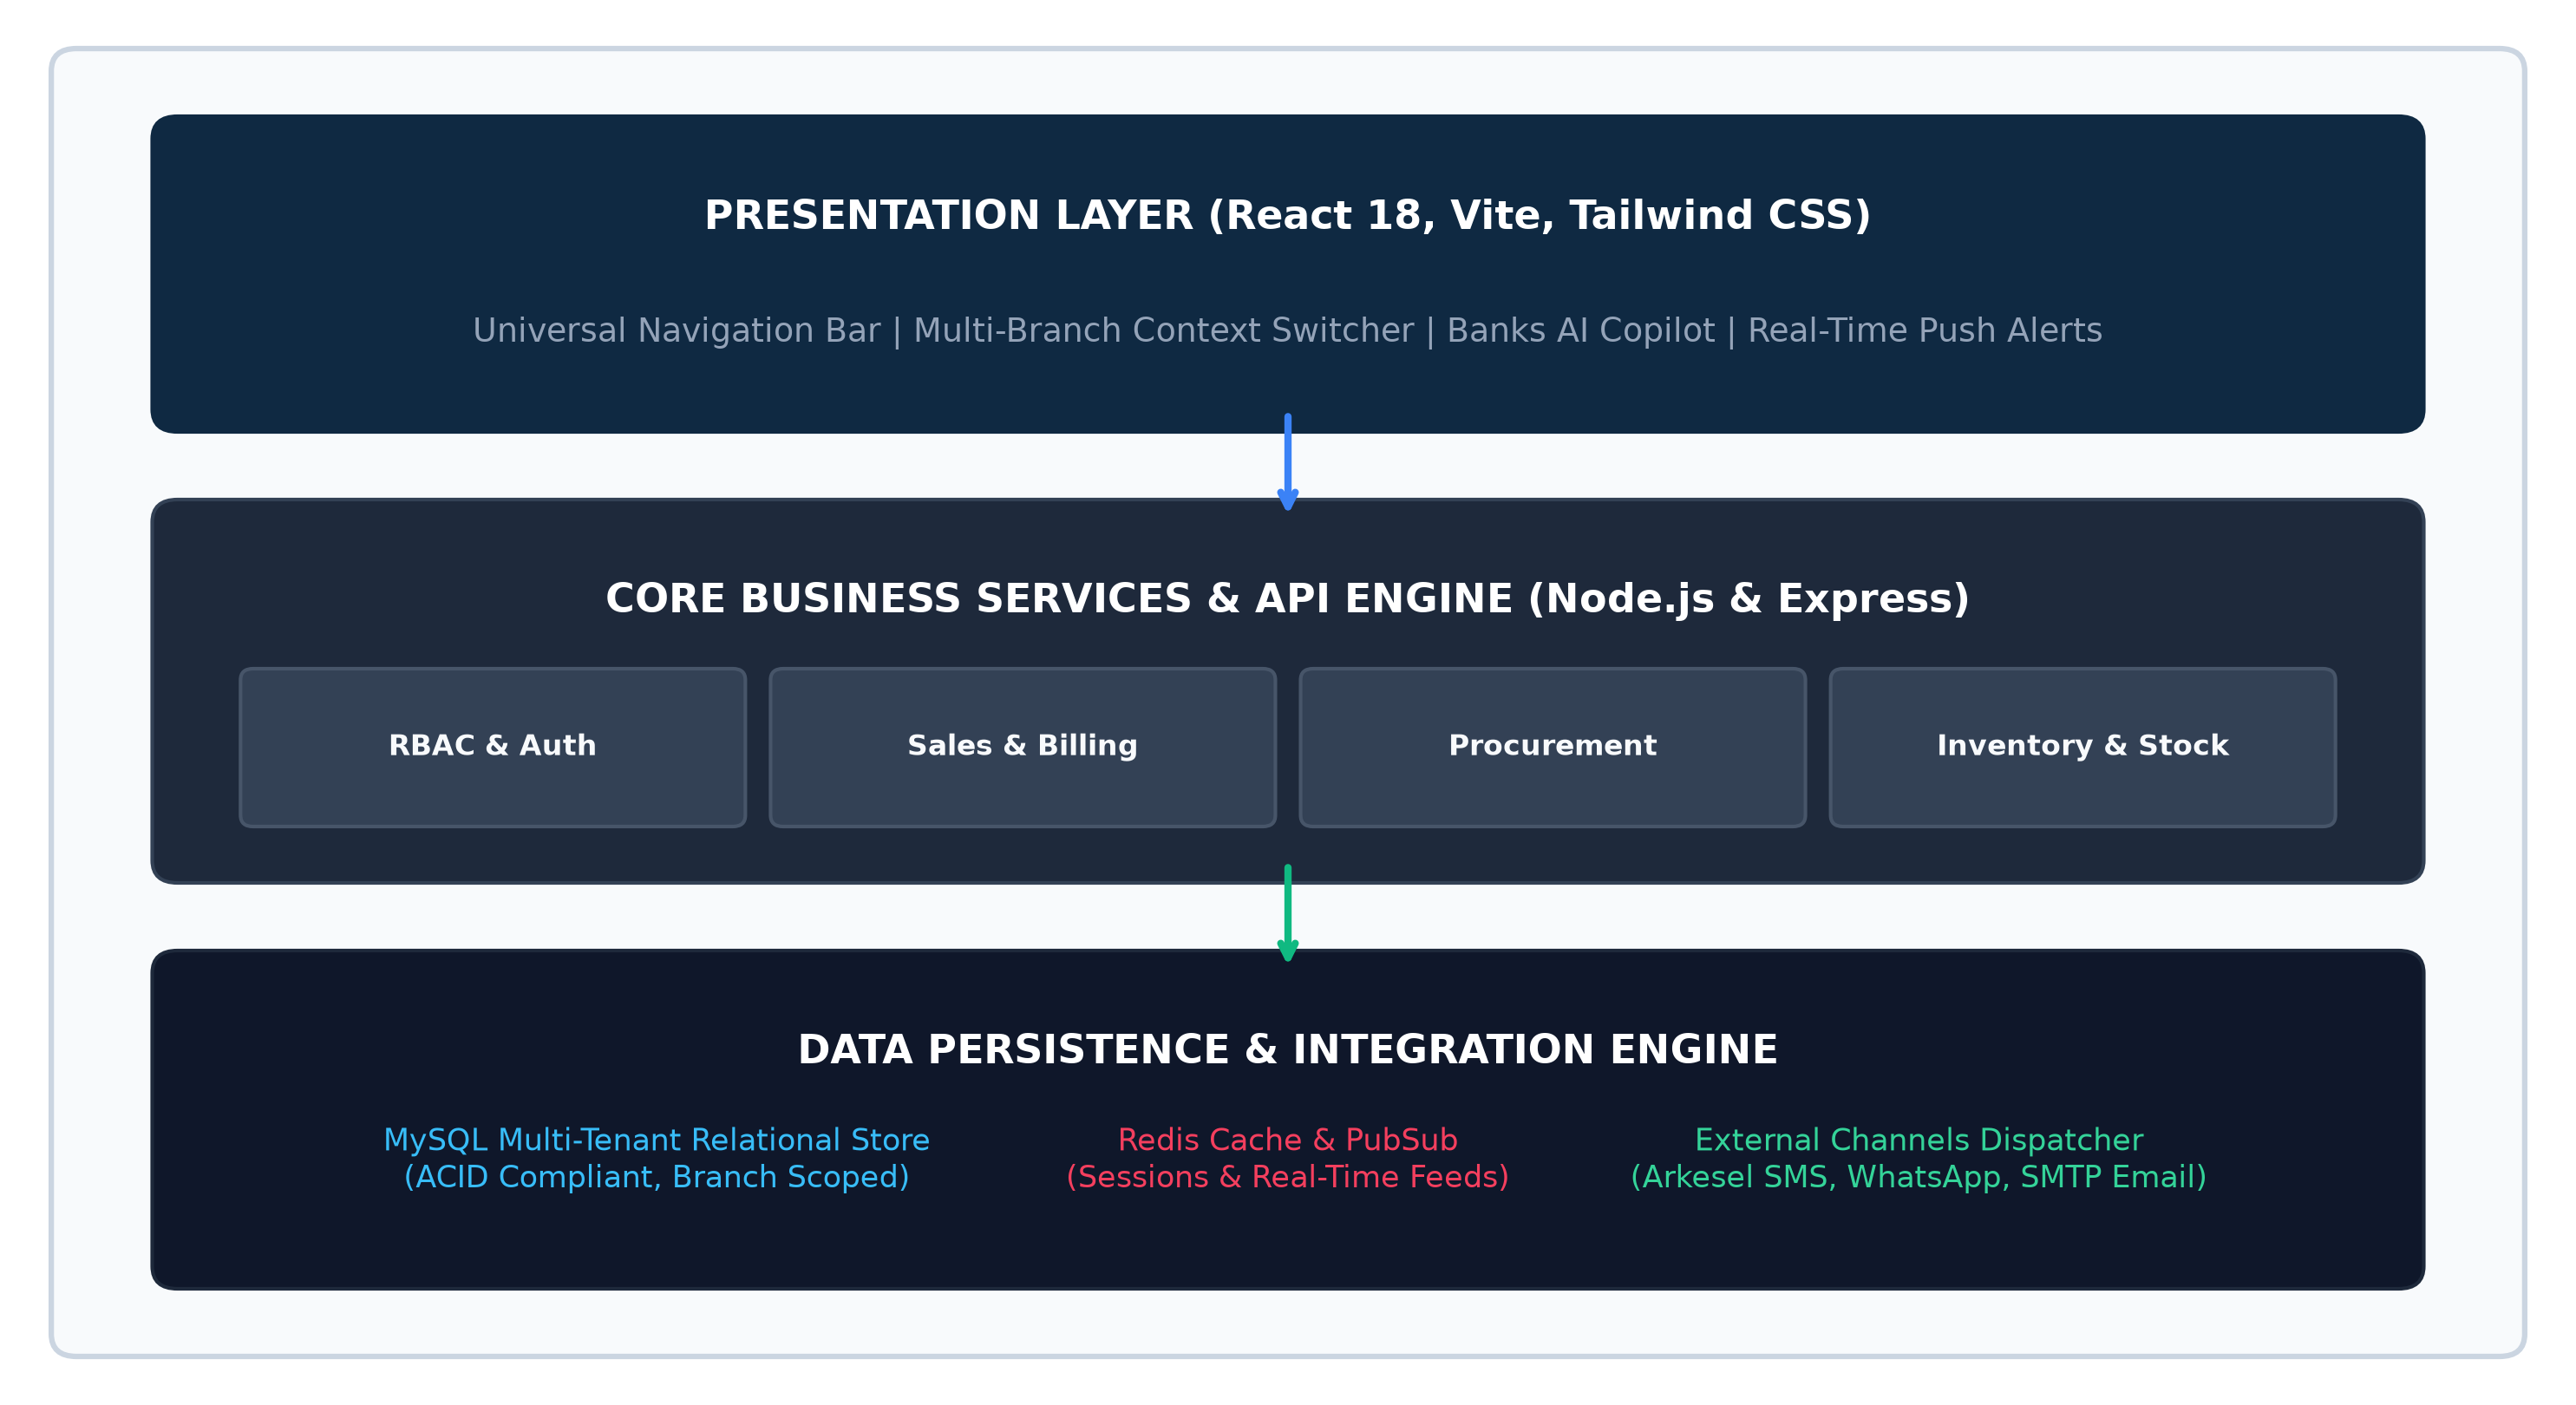 PRESENTATION LAYER (React 18, Vite, Tailwind CSS)
Universal Navigation Bar | Multi-Branch Context Switcher | Banks AI Copilot | Real-Time Push Alerts
CORE BUSINESS SERVICES & API ENGINE (Node.js & Express)
RBAC & Auth
Sales & Billing
Procurement
Inventory & Stock
DATA PERSISTENCE & INTEGRATION ENGINE
MySQL Multi-Tenant Relational Store
(ACID Compliant, Branch Scoped)
Redis Cache & PubSub
(Sessions & Real-Time Feeds)
External Channels Dispatcher
(Arkesel SMS, WhatsApp, SMTP Email)